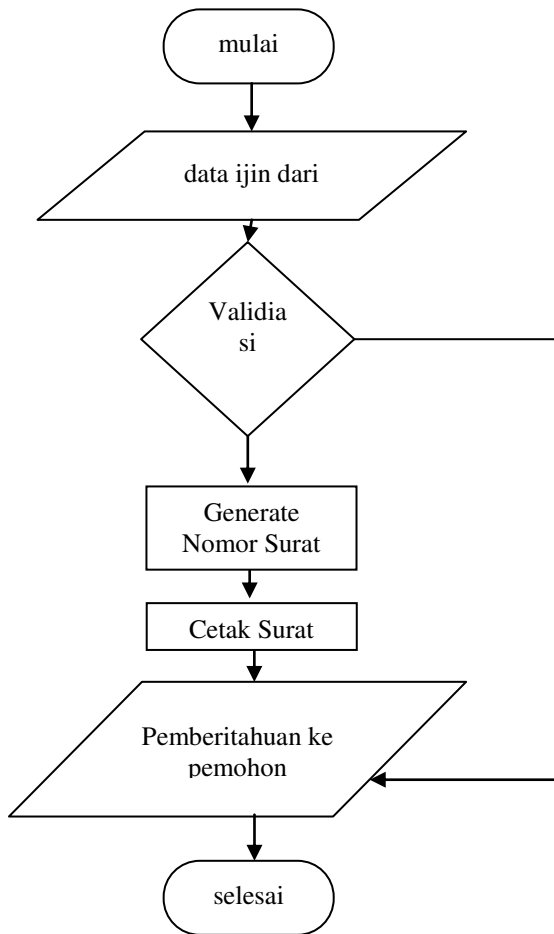 mulai
data ijin dari
Validia
si
Generate
Nomor Surat
Cetak Surat
Pemberitahuan ke
pemohon
selesai